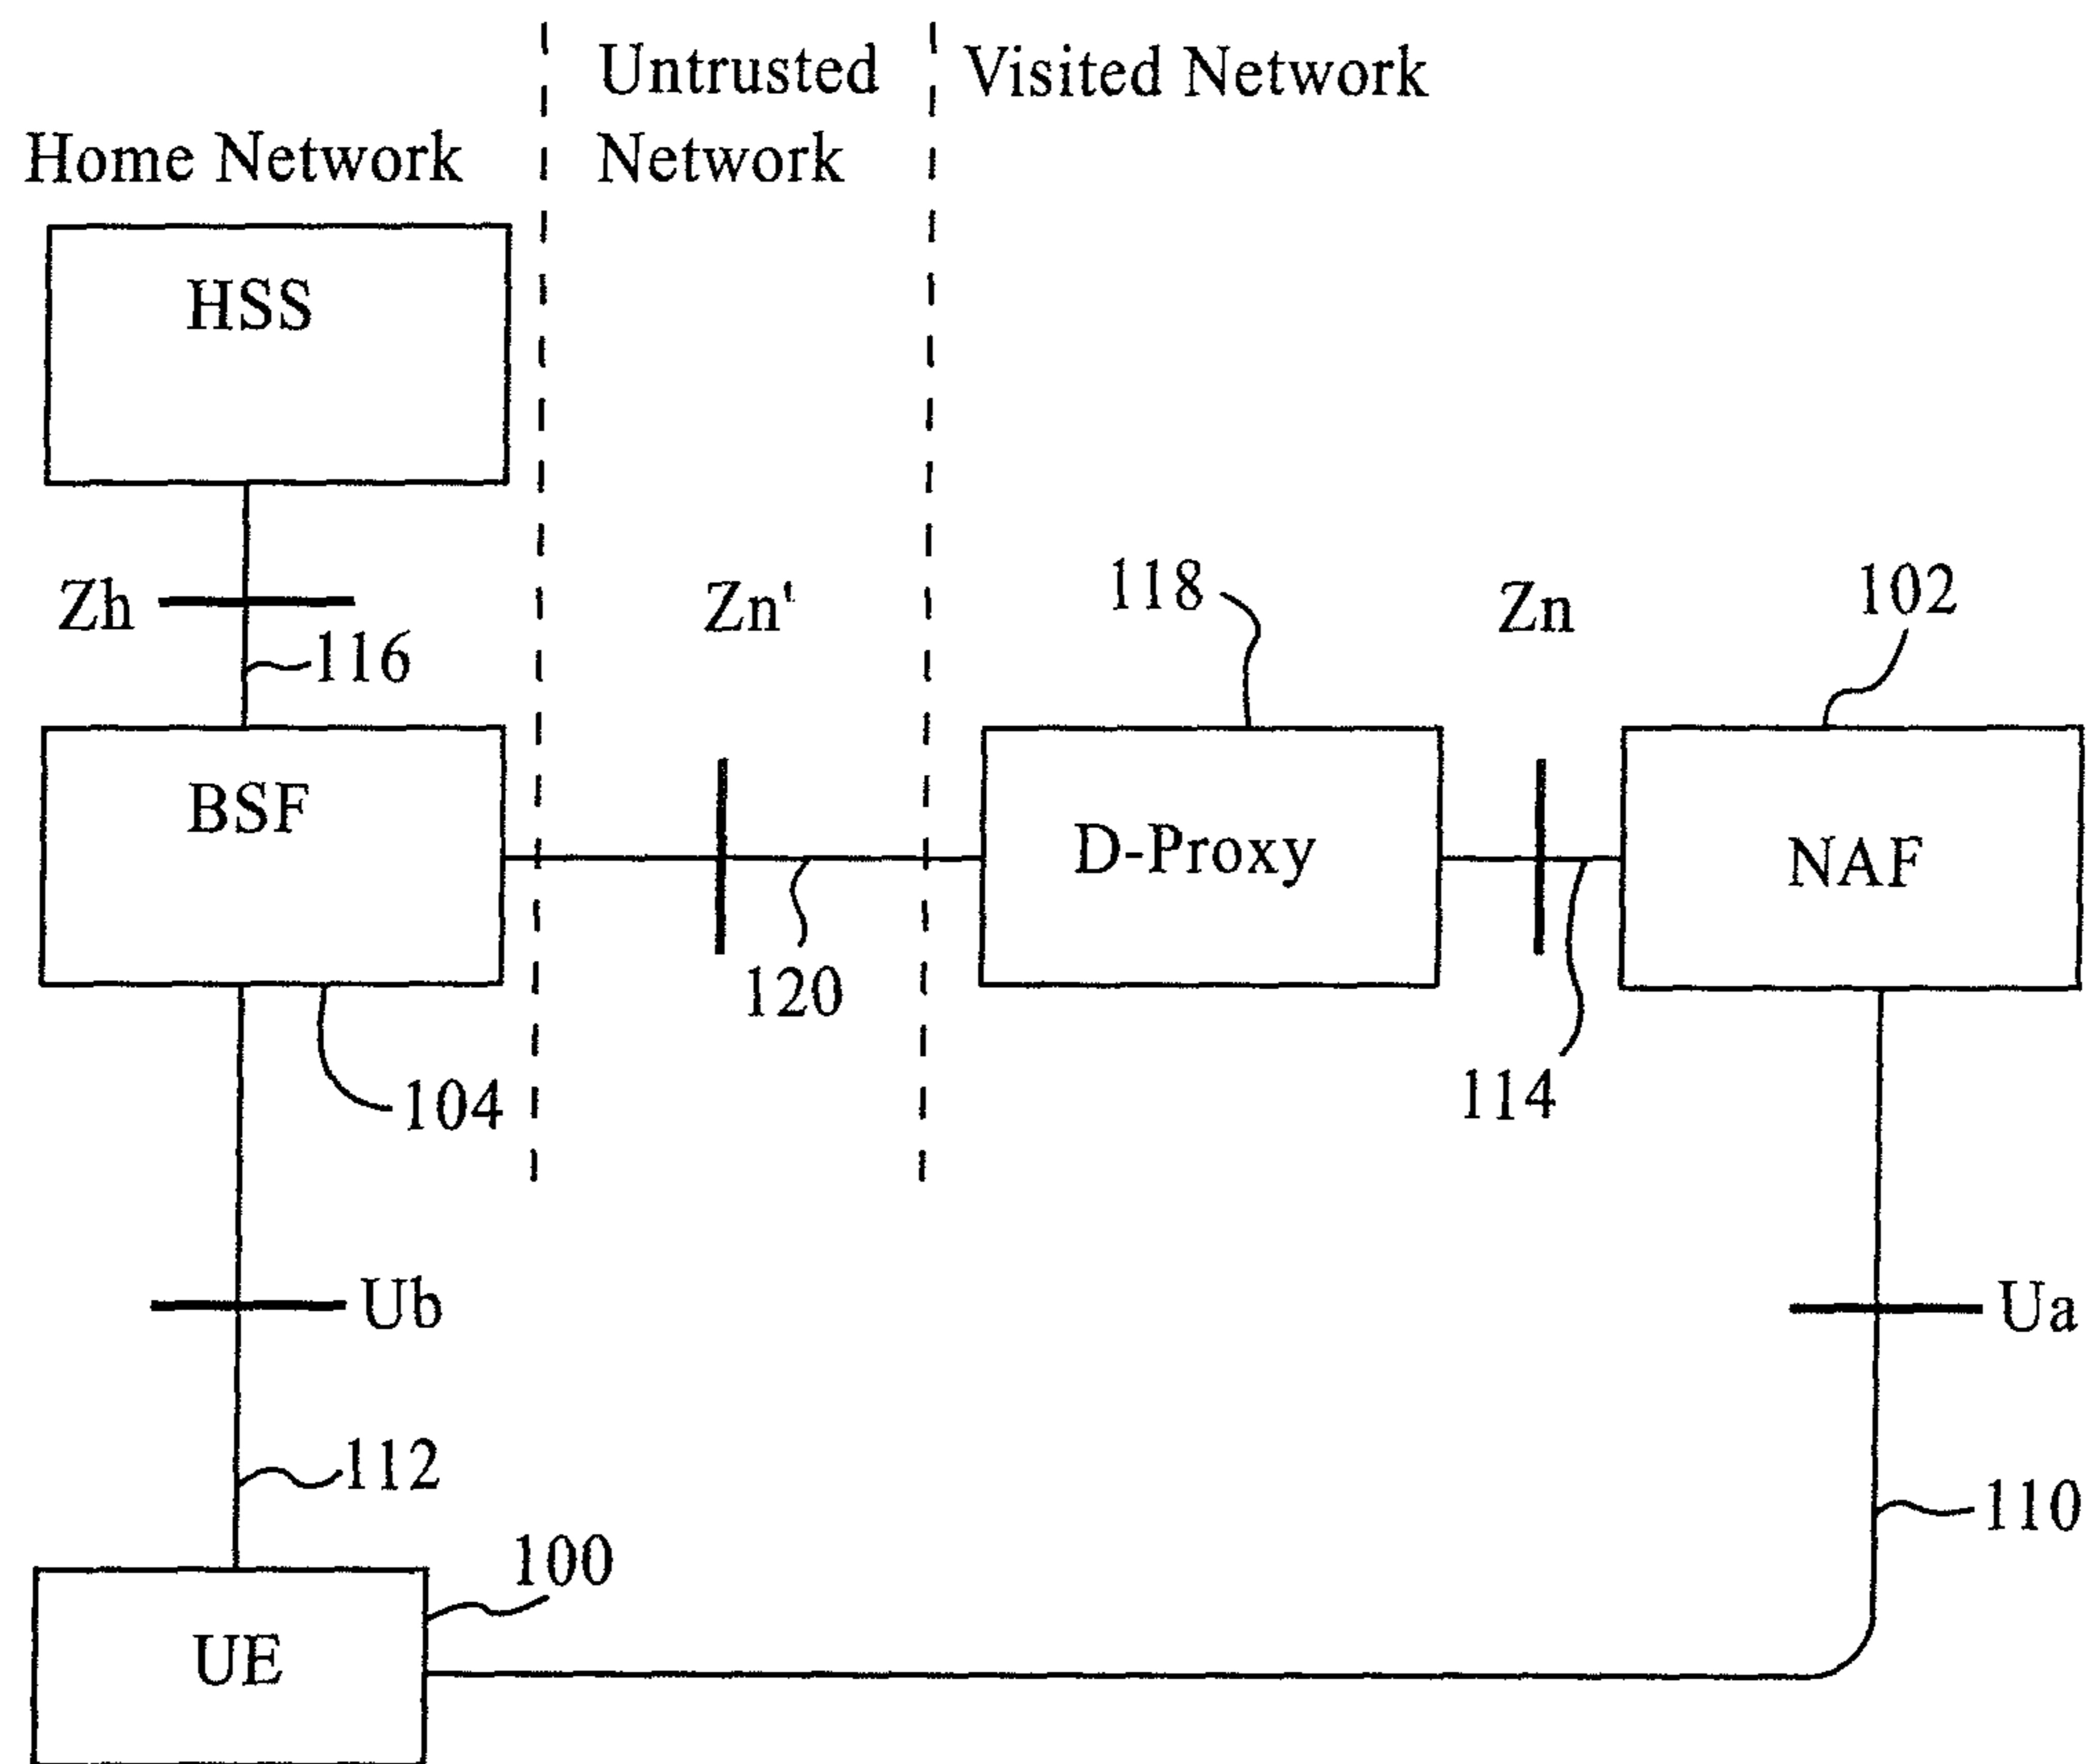 Untrusted
Network
Visited Network
Home Network
HSS
Zh
116
Zn'
118
Zn
102
BSF
D-Proxy
NAF
120
104
114
Ub
Ua
112
110
100
UE